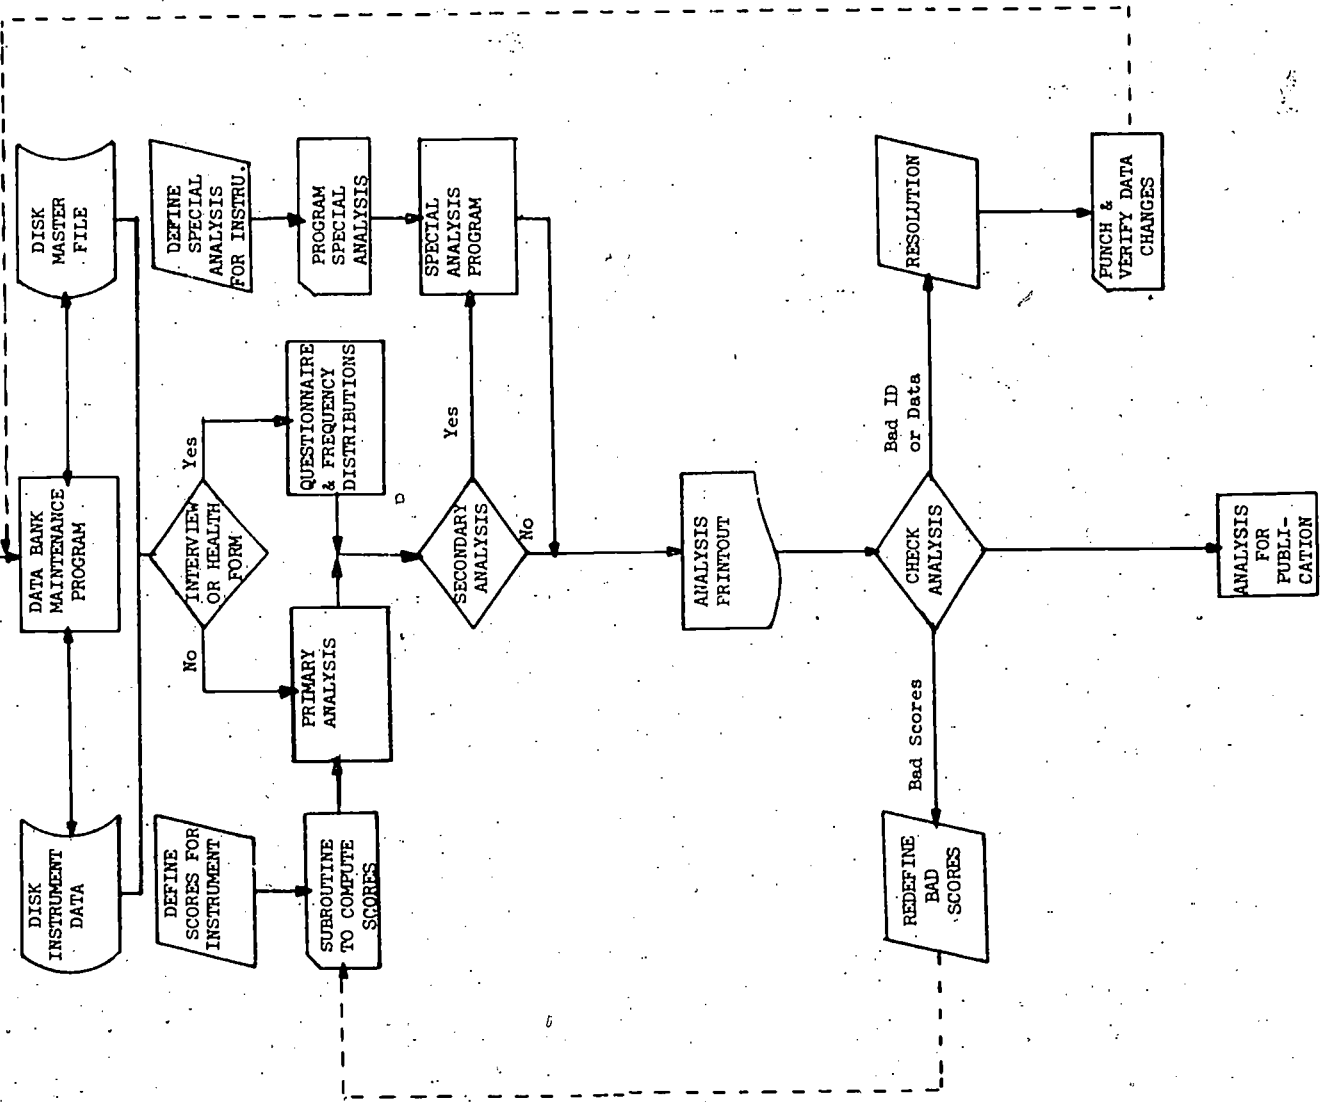 DISK
INSTRUMENT
DATA
DATA BANK
MAINTENANCE
PROGRAM
DISK
MASTER
FILE
DEFINE
SCORES FOR
INSTRUMENT
No
INTERVIEW
OR HEALTH
FORM
Yes
DEFINE
SPECIAL
ANALYSIS
FOR INSTRU.
SUBROUTINE
TO COMPUTE
SCORES
PRIMARY
ANALYSIS
QUESTIONNAIRE
& FREQUENCY
DISTRIBUTIONS
PROGRAM
SPECIAL
ANALYSIS
SECONDARY
ANALYSIS
Yes
No
SPECIAL
ANALYSIS
PROGRAM
ANALYSIS
PRINTOUT
REDEFINE
BAD
SCORES
Bad Scores
CHECK
ANALYSIS
Bad ID
or Data
RESOLUTION
PUNCH &
VERIFY DATA
CHANGES
ANALYSIS
FOR
PUBLI-
CATION